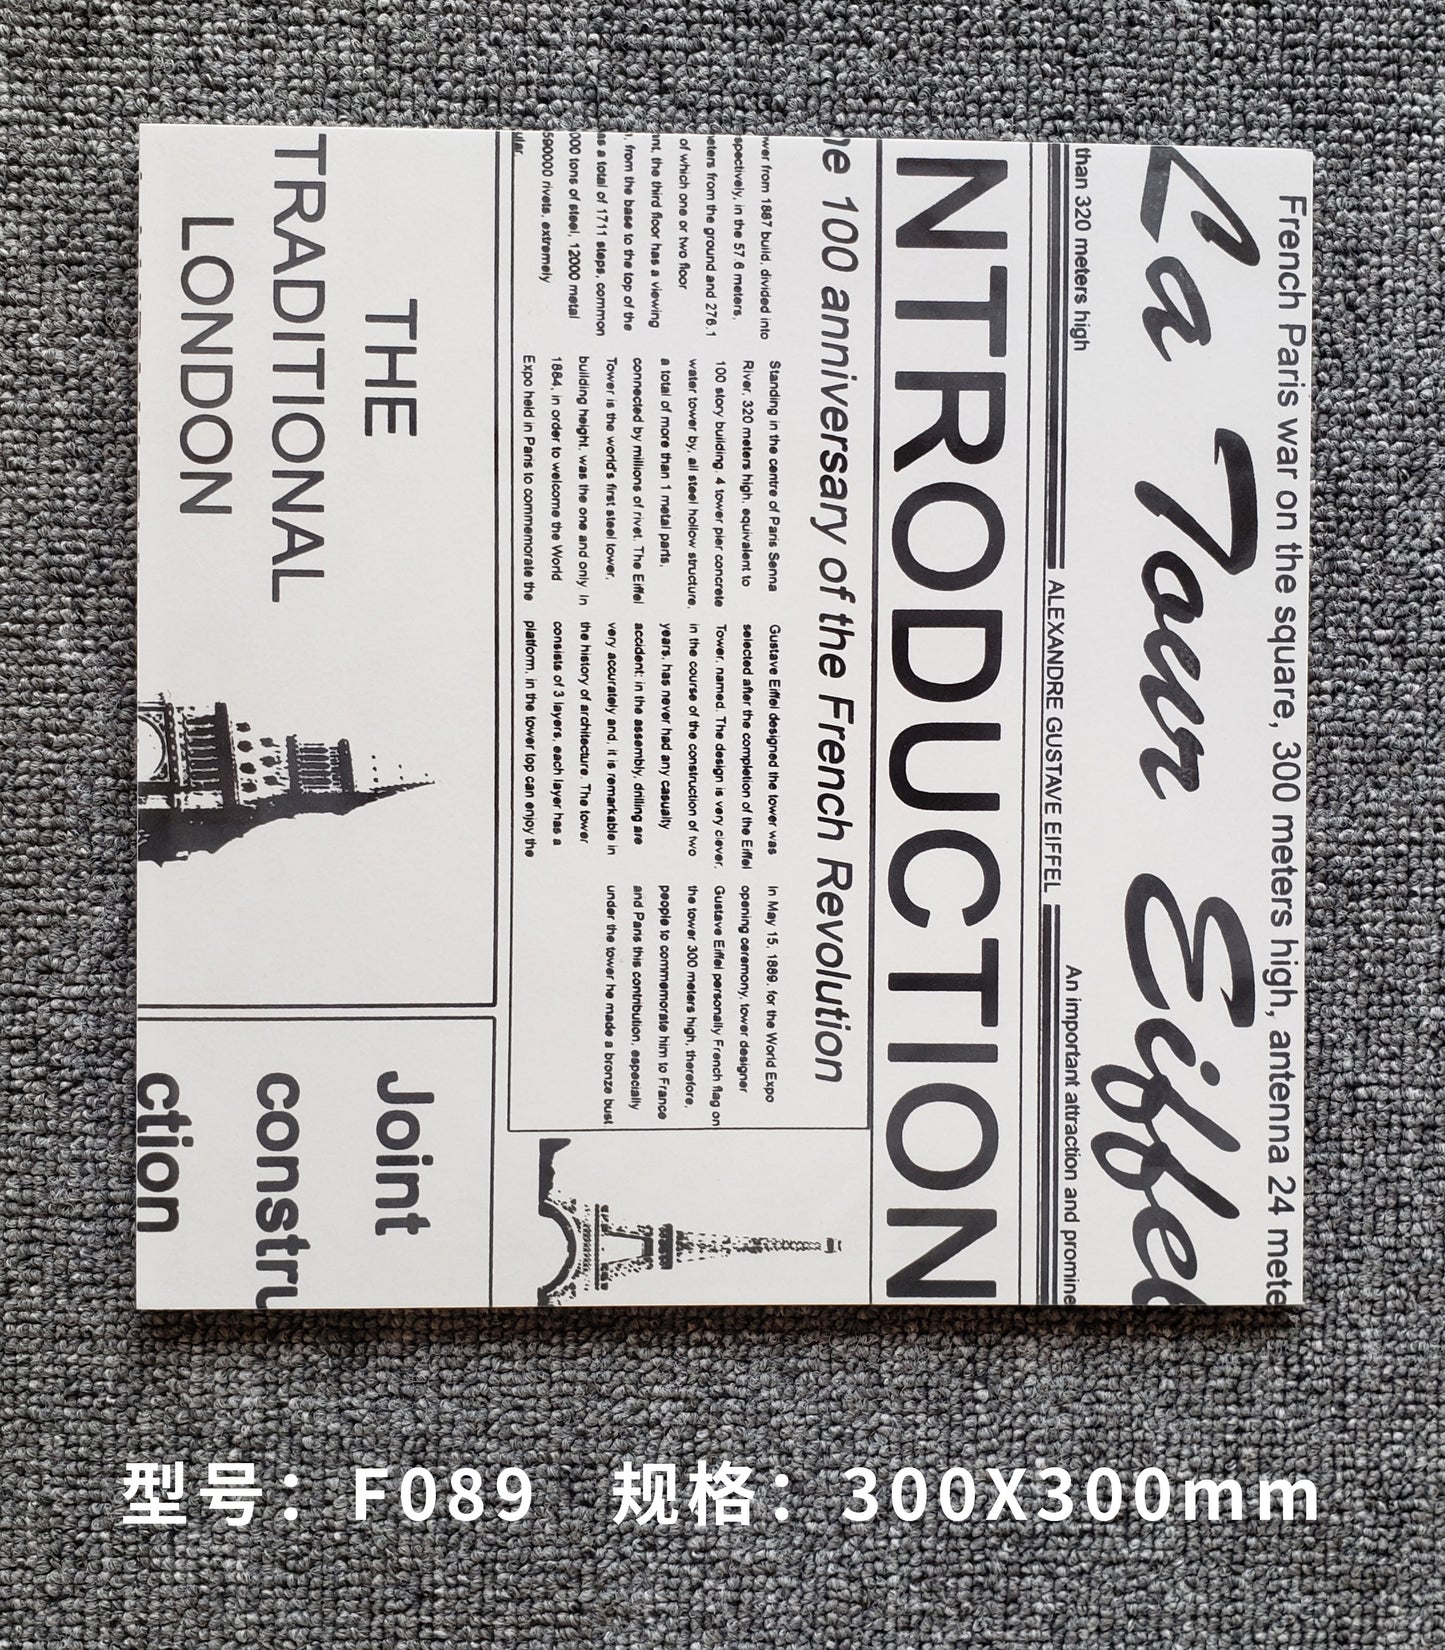 French Paris war on the square, 300 meters high, antenna 24 mete
La Tour Eiffel
than 320 meters high
ALEXANDRE GUSTAVE EIFFEL
An important attraction and promine
NTRODUCTION
he 100 anniversary of the French Revolution
wer from 1887 build, divided into
spectively, in the 57.6 meters,
eters from the ground and 276.1
of which one or two floor
nt, the third floor has a viewing
, from the base to the top of the
s a total of 1711 steps, common
000 tons of steel, 12000 metal
590000 rivets, extremely
ular.
Standing in the centre of Paris Senna
River, 320 meters high, equivalent to
100 story building, 4 tower pier concrete
water tower by, all steel hollow structure,
a total of more than 1 metal parts,
connected by millions of rivet. The Eiffel
Tower is the world's first steel tower,
building height, was the one and only. In
1884, in order to welcome the World
Expo held in Paris to commemorate the
Gustave Eiffel designed the tower was
selected after the completion of the Eiffel
Tower, named. The design is very clever,
in the course of the construction of two
years, has never had any casualty
accident; in the assembly, drilling are
very accurately and, it is remarkable in
the history of architecture. The tower
consists of 3 layers, each layer has a
platform, in the tower top can enjoy the
In May 15, 1889, for the World Expo
opening ceremony, tower designer
Gustave Eiffel personally French flag on
the tower 300 meters high, therefore,
people to commemorate him to France
and Paris this contribution, especially
under the tower he made a bronze bust
THE
TRADITIONAL
LONDON
Joint
constru
ction
型号：F089 规格：300X300mm